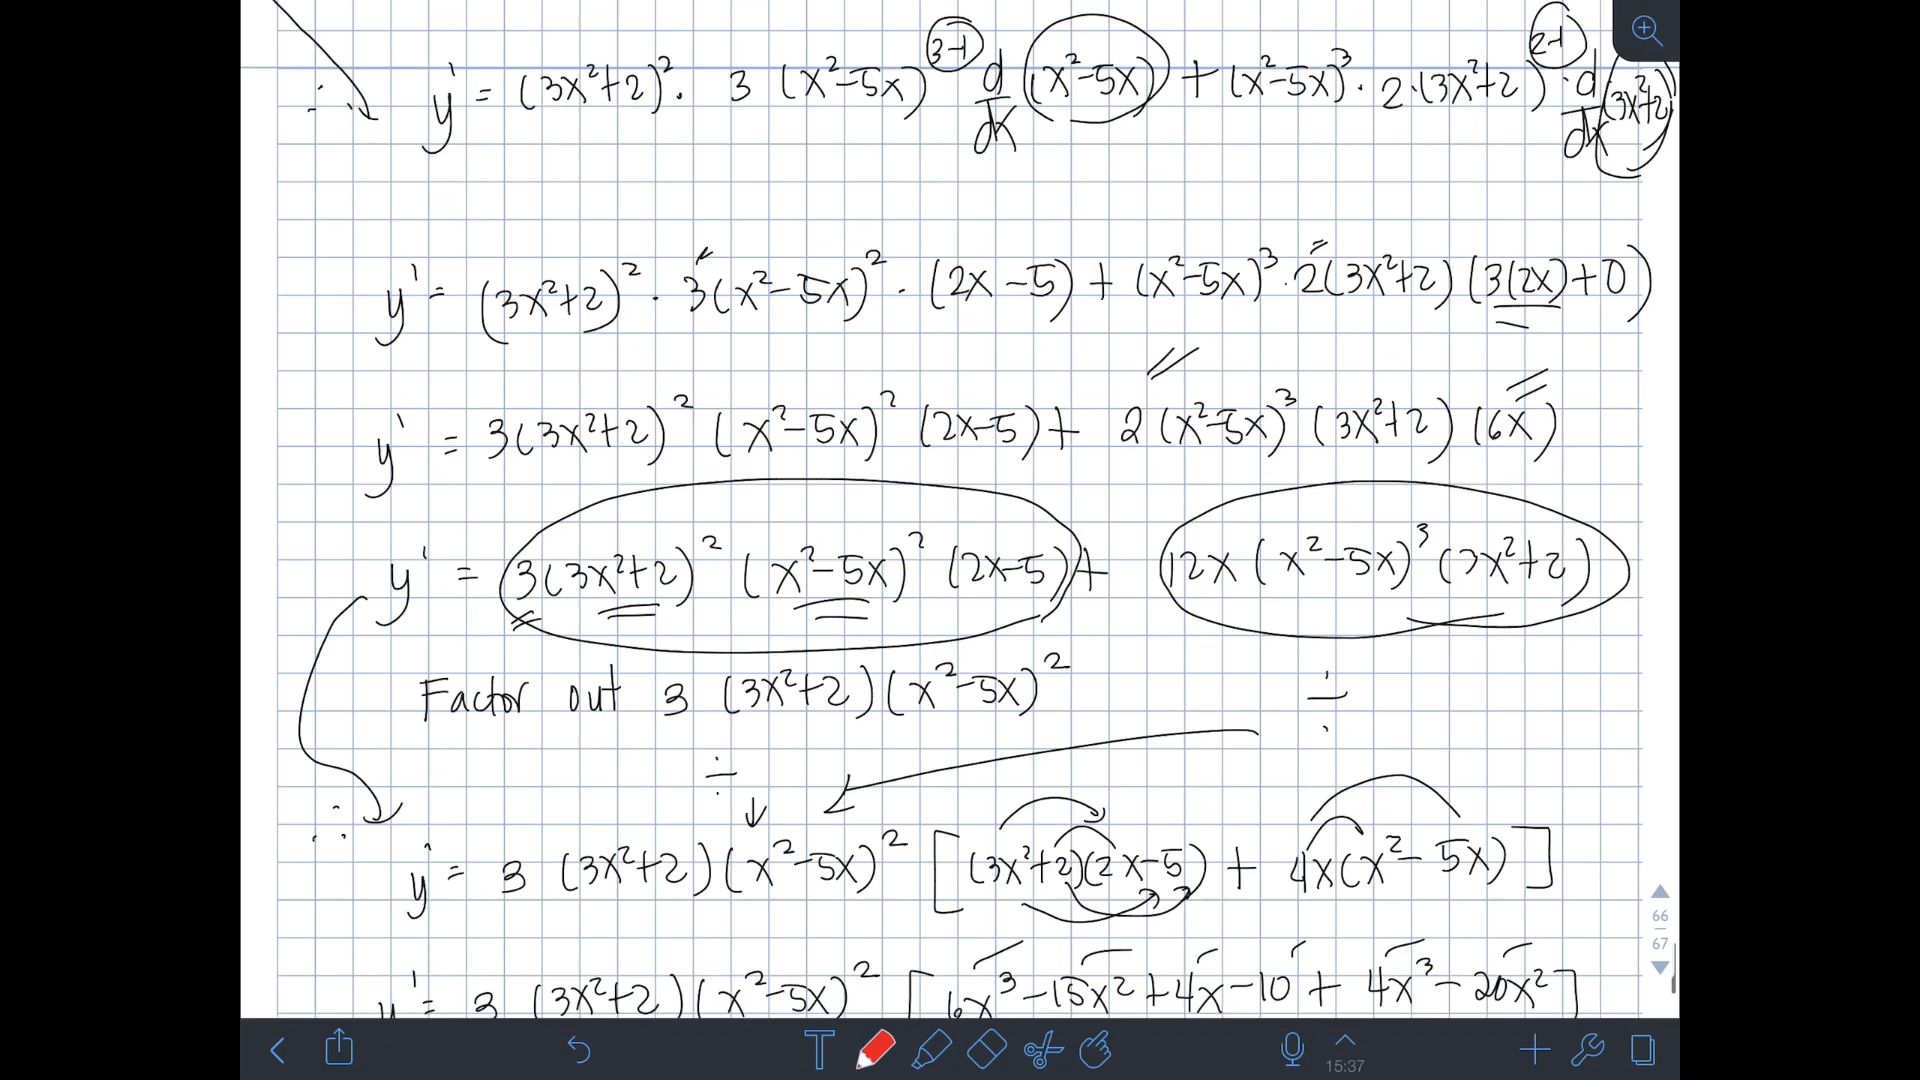 ∴ y' = (3x²+2)² · 3 (x²-5x)³⁻¹ d/dx (x²-5x) + (x²-5x)³ · 2·(3x²+2)²⁻¹ · d/dx (3x²+2)
y' = (3x²+2)² · 3(x²-5x)² · (2x-5) + (x²-5x)³ · 2(3x²+2) (3(2x)+0)
y' = 3(3x²+2)² (x²-5x)² (2x-5) + 2 (x²-5x)³ (3x²+2) (6x)
y' = 3(3x²+2)² (x²-5x)² (2x-5) + 12x (x²-5x)³ (3x²+2)
Factor out 3 (3x²+2)(x²-5x)²
÷
÷
∴ y' = 3 (3x²+2)(x²-5x)² [(3x²+2)(2x-5) + 4x(x²-5x)]
y' = 3 (3x²+2)(x²-5x)² [6x³-15x²+4x-10 + 4x³-20x²]
66
67
T
15:37